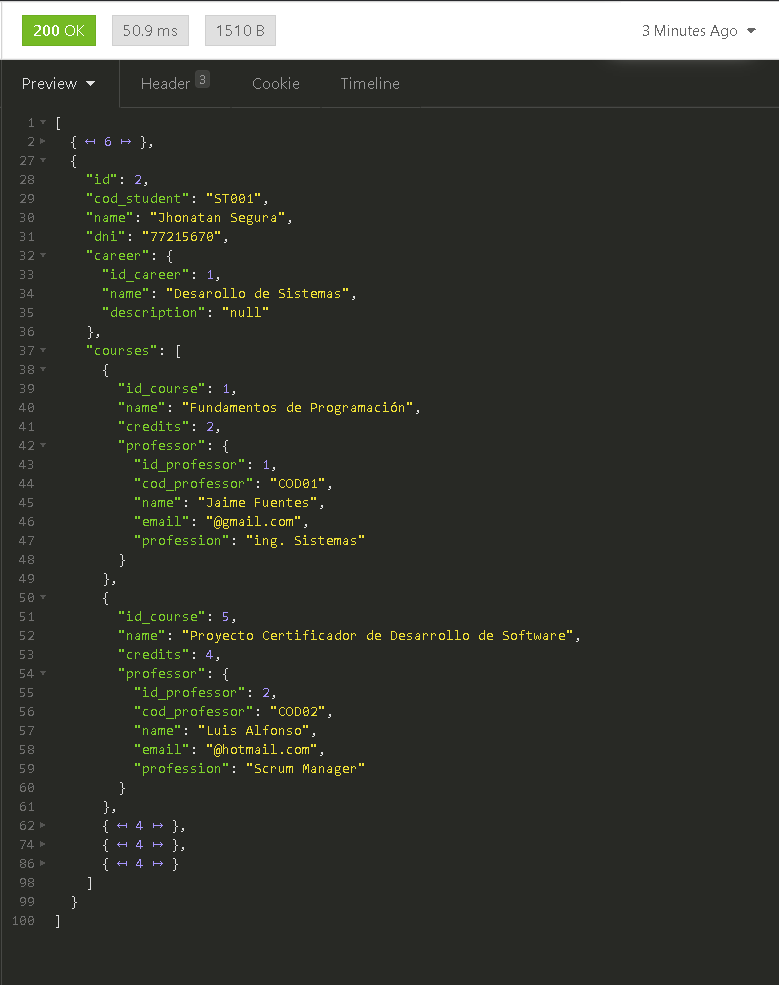 200 OK 50.9 ms 1510 B 3 Minutes Ago
Preview Header 3 Cookie Timeline
1 [
2 { ↤ 6 ↦ },
27 {
28 "id": 2,
29 "cod_student": "ST001",
30 "name": "Jhonatan Segura",
31 "dni": "77215670",
32 "career": {
33 "id_career": 1,
34 "name": "Desarollo de Sistemas",
35 "description": "null"
36 },
37 "courses": [
38 {
39 "id_course": 1,
40 "name": "Fundamentos de Programación",
41 "credits": 2,
42 "professor": {
43 "id_professor": 1,
44 "cod_professor": "COD01",
45 "name": "Jaime Fuentes",
46 "email": "@gmail.com",
47 "profession": "ing. Sistemas"
48 }
49 },
50 {
51 "id_course": 5,
52 "name": "Proyecto Certificador de Desarrollo de Software",
53 "credits": 4,
54 "professor": {
55 "id_professor": 2,
56 "cod_professor": "COD02",
57 "name": "Luis Alfonso",
58 "email": "@hotmail.com",
59 "profession": "Scrum Manager"
60 }
61 },
62 { ↤ 4 ↦ },
74 { ↤ 4 ↦ },
86 { ↤ 4 ↦ }
98 ]
99 }
100 ]